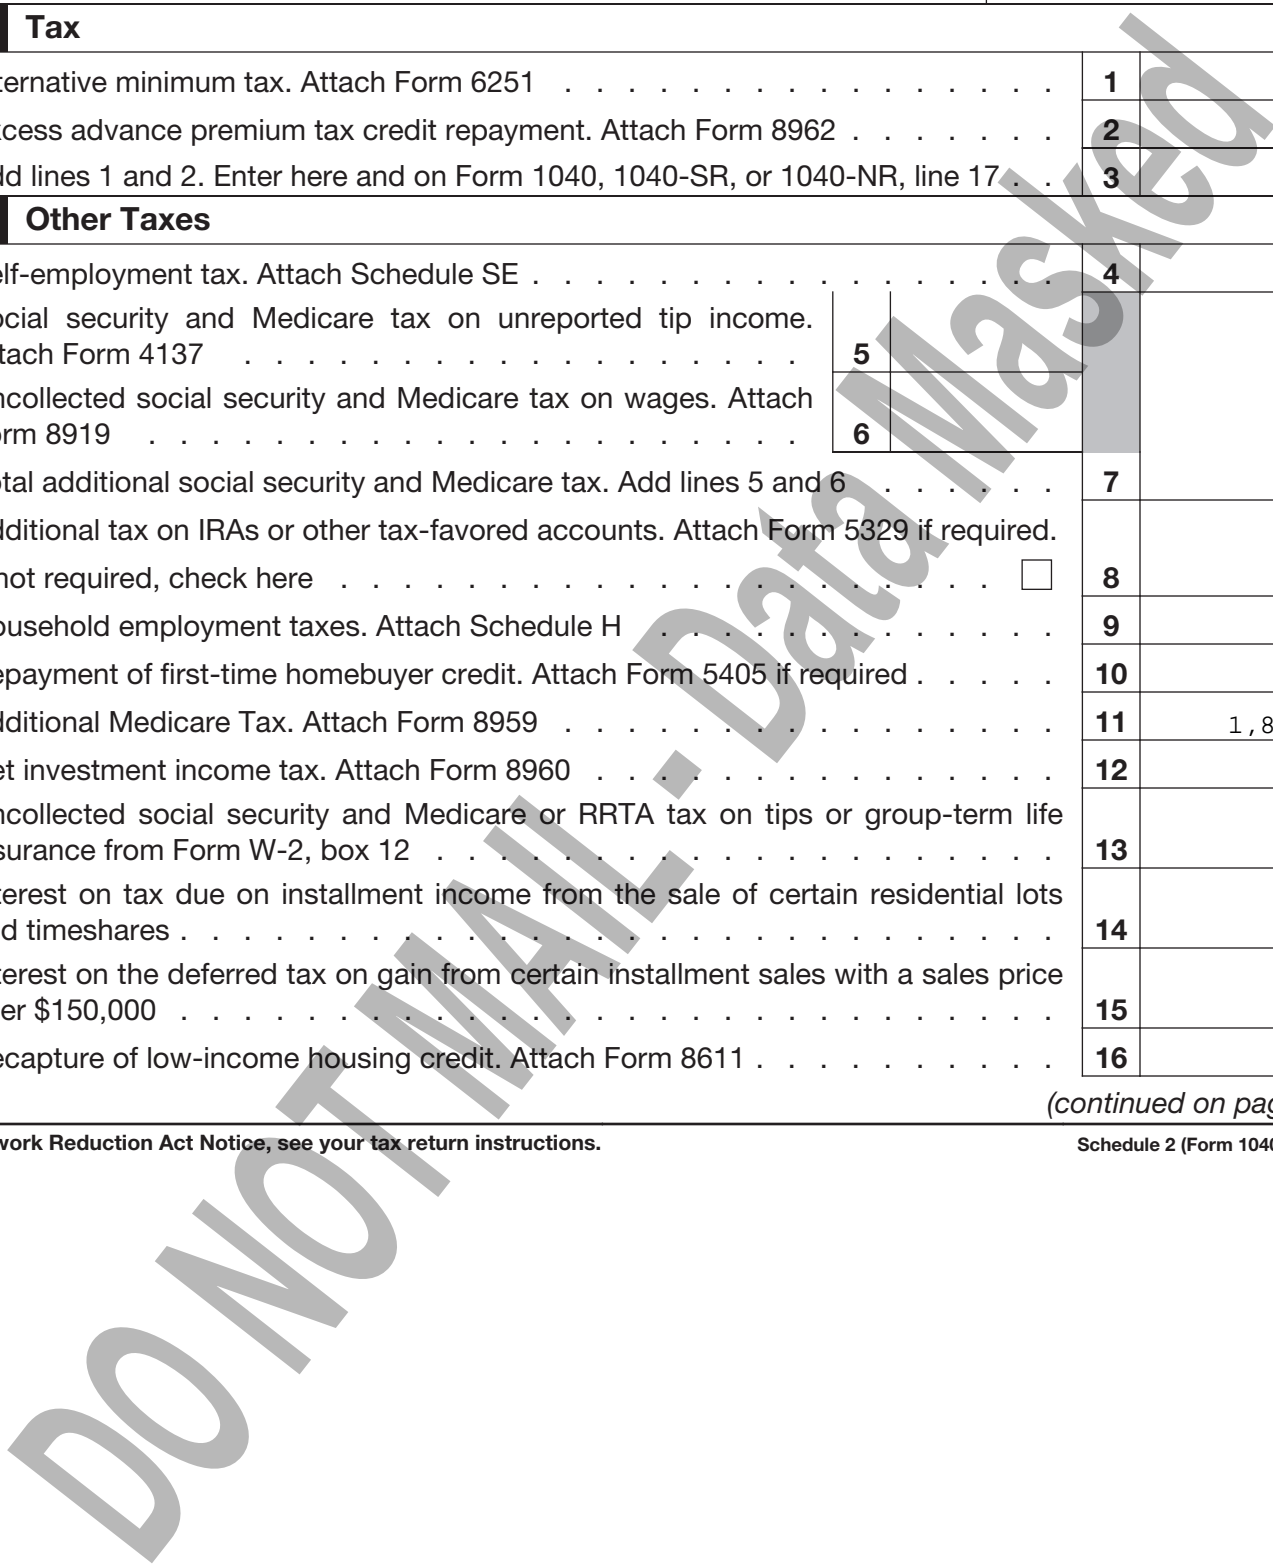 Tax
ternative minimum tax. Attach Form 6251 . . . . . . . . . . . . . . . . . 1
xcess advance premium tax credit repayment. Attach Form 8962 . . . . . . . 2
dd lines 1 and 2. Enter here and on Form 1040, 1040-SR, or 1040-NR, line 17 . . 3
Other Taxes
elf-employment tax. Attach Schedule SE . . . . . . . . . . . . . . . . . . 4
ocial security and Medicare tax on unreported tip income.
ttach Form 4137 . . . . . . . . . . . . . . . . . . 5
ncollected social security and Medicare tax on wages. Attach
orm 8919 . . . . . . . . . . . . . . . . . . . . . 6
otal additional social security and Medicare tax. Add lines 5 and 6 . . . . . . 7
dditional tax on IRAs or other tax-favored accounts. Attach Form 5329 if required.
not required, check here . . . . . . . . . . . . . . . . . . . . . 8
ousehold employment taxes. Attach Schedule H . . . . . . . . . . . . . 9
epayment of first-time homebuyer credit. Attach Form 5405 if required . . . . . 10
dditional Medicare Tax. Attach Form 8959 . . . . . . . . . . . . . . . . 11 1,8
et investment income tax. Attach Form 8960 . . . . . . . . . . . . . . . 12
ncollected social security and Medicare or RRTA tax on tips or group-term life
surance from Form W-2, box 12 . . . . . . . . . . . . . . . . . . . . 13
terest on tax due on installment income from the sale of certain residential lots
d timeshares . . . . . . . . . . . . . . . . . . . . . . . . . . . . 14
terest on the deferred tax on gain from certain installment sales with a sales price
er $150,000 . . . . . . . . . . . . . . . . . . . . . . . . . . . . 15
ecapture of low-income housing credit. Attach Form 8611 . . . . . . . . . . 16
(continued on pag
work Reduction Act Notice, see your tax return instructions. Schedule 2 (Form 1040
DO NOT MAIL - Data Masked